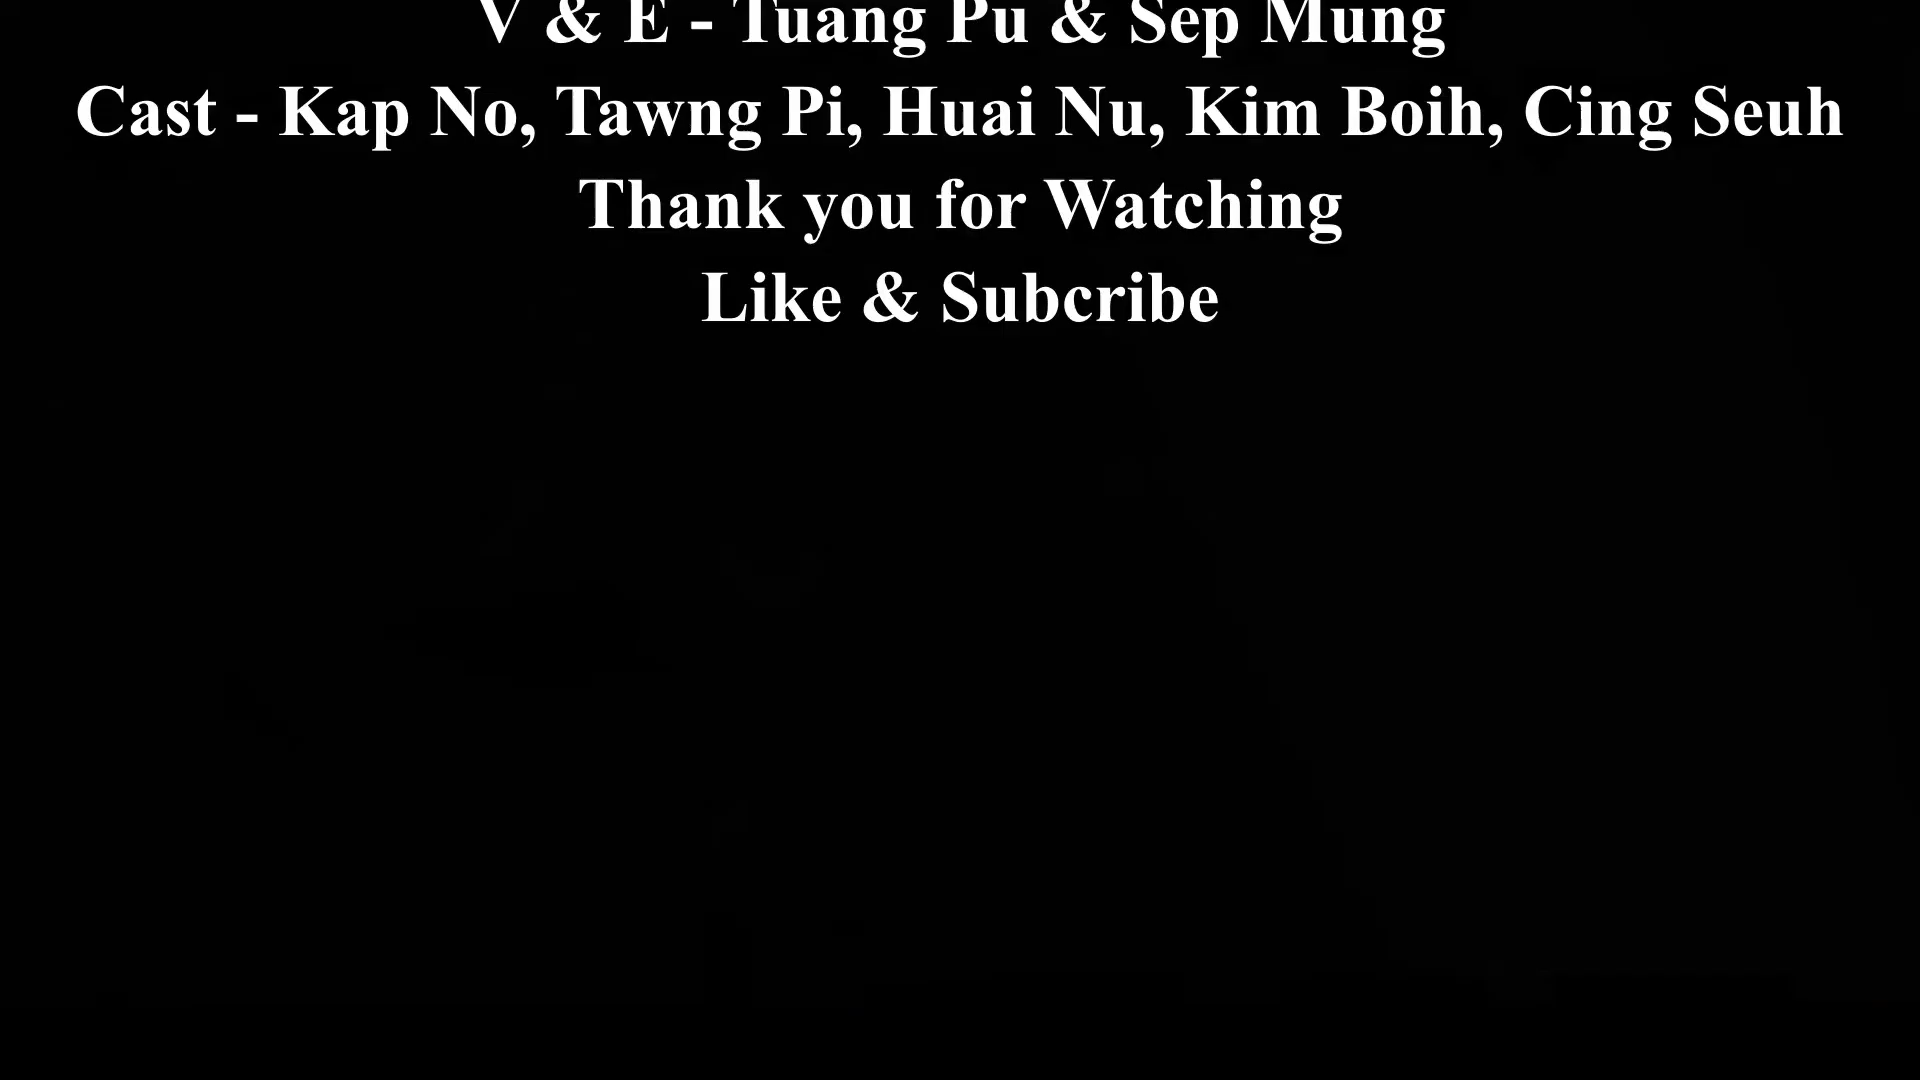 V & E - Tuang Pu & Sep Mung
Cast - Kap No, Tawng Pi, Huai Nu, Kim Boih, Cing Seuh
Thank you for Watching
Like & Subcribe